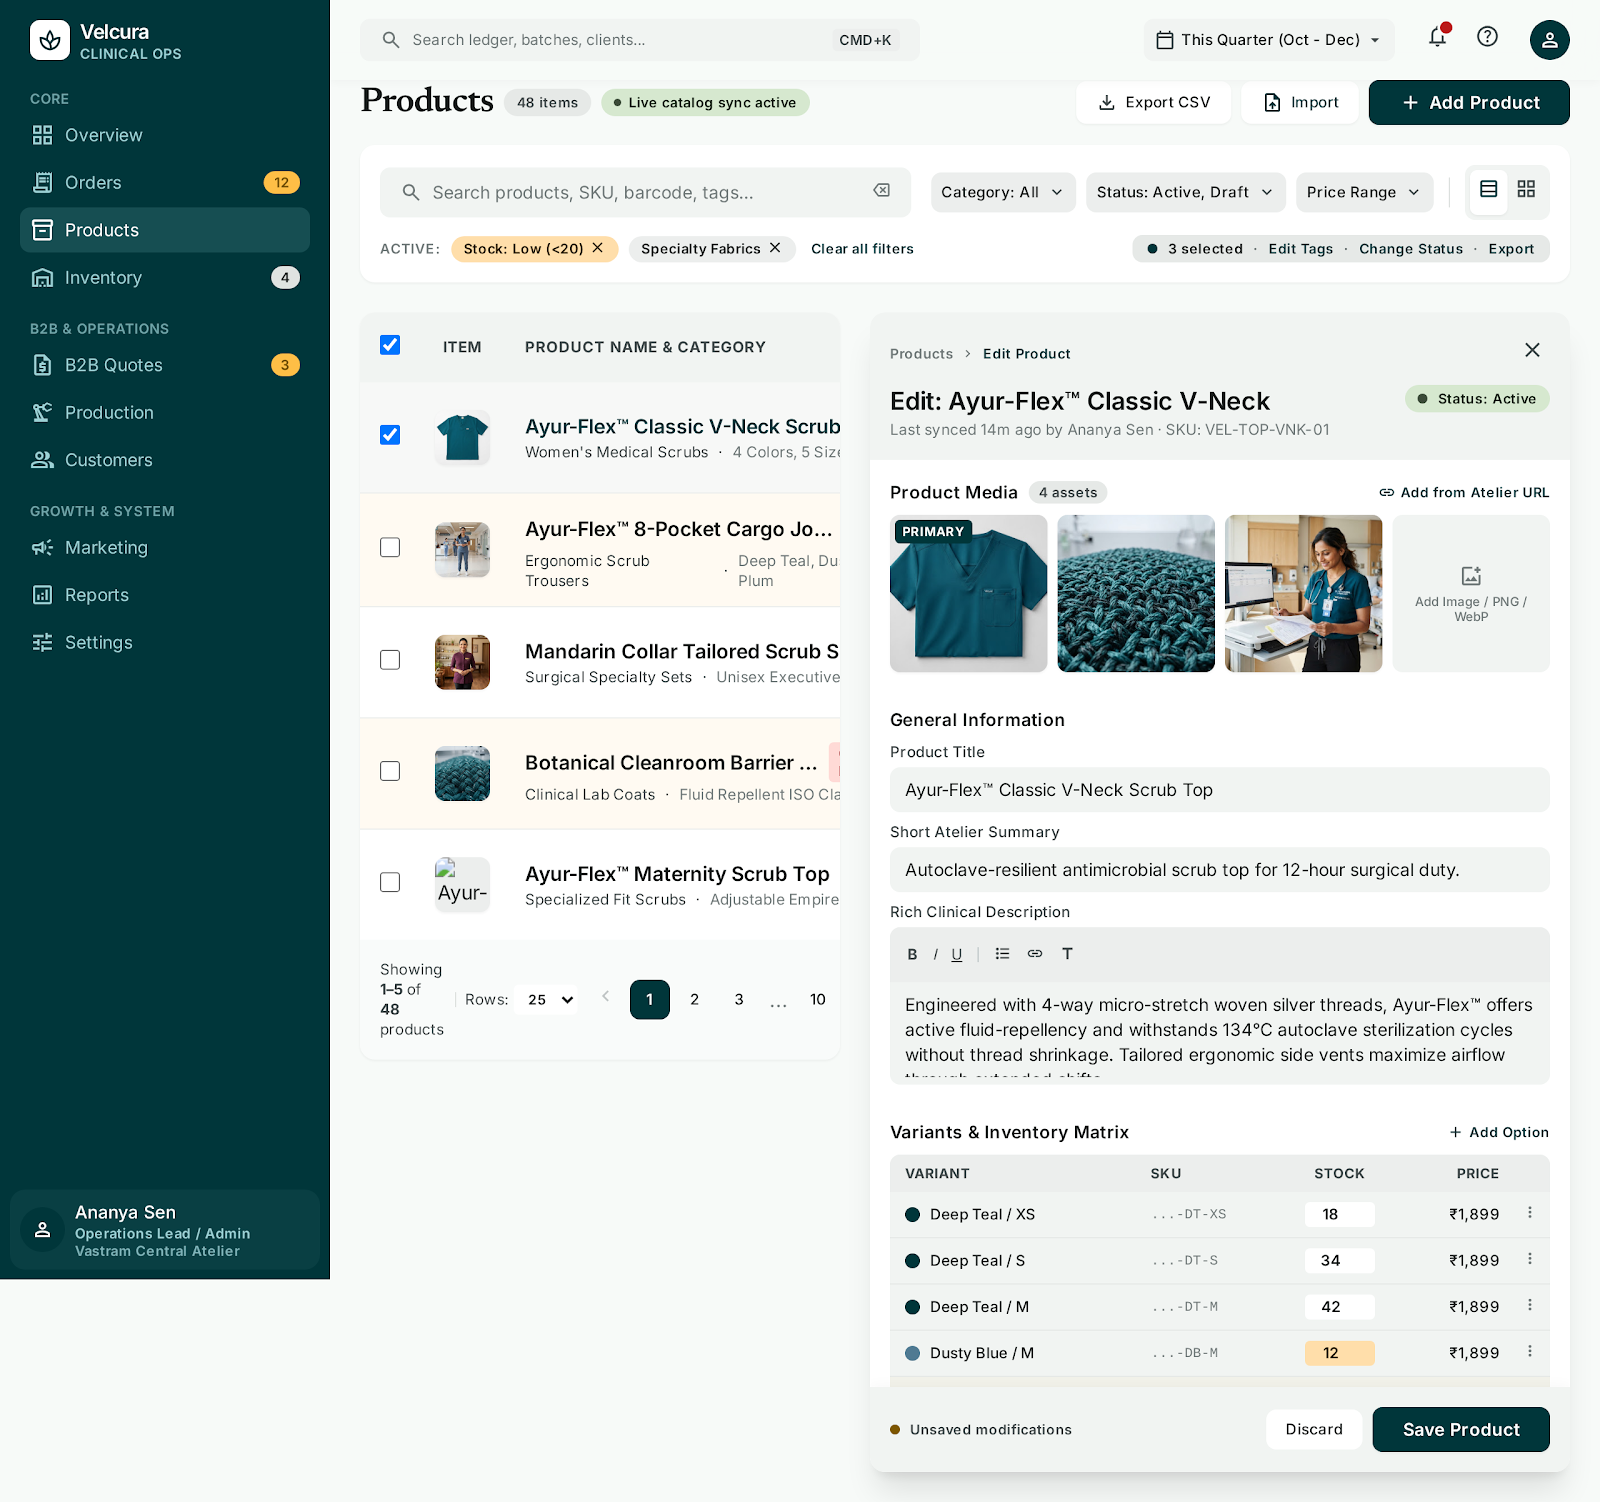 Velcura
CLINICAL OPS
CORE
Overview
Orders 12
Products
Inventory 4
B2B & OPERATIONS
B2B Quotes 3
Production
Customers
GROWTH & SYSTEM
Marketing
Reports
Settings
Ananya Sen
Operations Lead / Admin
Vastram Central Atelier
Search ledger, batches, clients... CMD+K
This Quarter (Oct - Dec)
Products 48 items Live catalog sync active
Export CSV Import + Add Product
Search products, SKU, barcode, tags...
Category: All Status: Active, Draft Price Range
ACTIVE: Stock: Low (<20) × Specialty Fabrics × Clear all filters
3 selected · Edit Tags · Change Status · Export
ITEM PRODUCT NAME & CATEGORY
Ayur-Flex™ Classic V-Neck Scrub
Women's Medical Scrubs · 4 Colors, 5 Size
Ayur-Flex™ 8-Pocket Cargo Jo...
Ergonomic Scrub Trousers · Deep Teal, Du
Plum
Mandarin Collar Tailored Scrub S
Surgical Specialty Sets · Unisex Executive
Botanical Cleanroom Barrier ...
Clinical Lab Coats · Fluid Repellent ISO Cla
Ayur-
Ayur-Flex™ Maternity Scrub Top
Specialized Fit Scrubs · Adjustable Empire
Showing
1–5 of
48
products
Rows: 25 1 2 3 ... 10
Products > Edit Product
Edit: Ayur-Flex™ Classic V-Neck
Status: Active
Last synced 14m ago by Ananya Sen · SKU: VEL-TOP-VNK-01
Product Media 4 assets
Add from Atelier URL
PRIMARY
Add Image / PNG /
WebP
General Information
Product Title
Ayur-Flex™ Classic V-Neck Scrub Top
Short Atelier Summary
Autoclave-resilient antimicrobial scrub top for 12-hour surgical duty.
Rich Clinical Description
B I U T
Engineered with 4-way micro-stretch woven silver threads, Ayur-Flex™ offers
active fluid-repellency and withstands 134°C autoclave sterilization cycles
without thread shrinkage. Tailored ergonomic side vents maximize airflow
through extended shifts.
Variants & Inventory Matrix
+ Add Option
VARIANT SKU STOCK PRICE
Deep Teal / XS ...-DT-XS 18 ₹1,899
Deep Teal / S ...-DT-S 34 ₹1,899
Deep Teal / M ...-DT-M 42 ₹1,899
Dusty Blue / M ...-DB-M 12 ₹1,899
Unsaved modifications
Discard Save Product